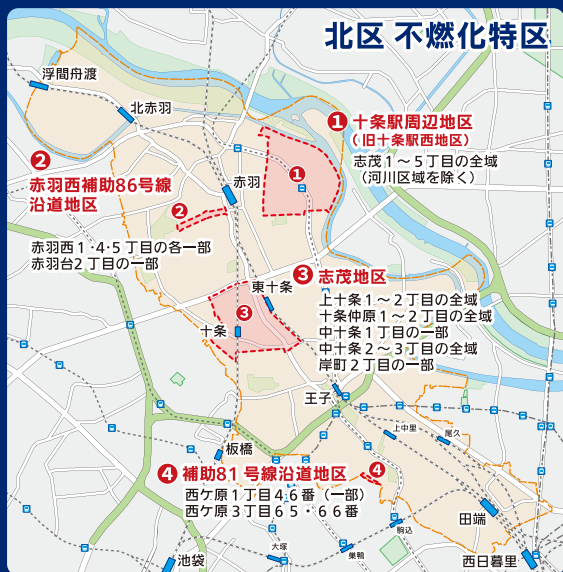 北区 不燃化特区
浮間舟渡
北赤羽
❶ 十条駅周辺地区
（旧十条駅西地区）
志茂１～５丁目の全域
（河川区域を除く）
❷
赤羽西補助86号線
沿道地区
赤羽西１･４･５丁目の各一部
赤羽台２丁目の一部
赤羽
❶
❷
東十条
❸ 志茂地区
上十条１～２丁目の全域
十条仲原１～２丁目の全域
中十条１丁目の一部
中十条２～３丁目の全域
岸町２丁目の一部
❸
十条
王子
上中里
尾久
板橋
❹ 補助81号線沿道地区
西ケ原１丁目４６番（一部）
西ケ原３丁目６５・６６番
❹
田端
駒込
巣鴨
大塚
池袋
西日暮里